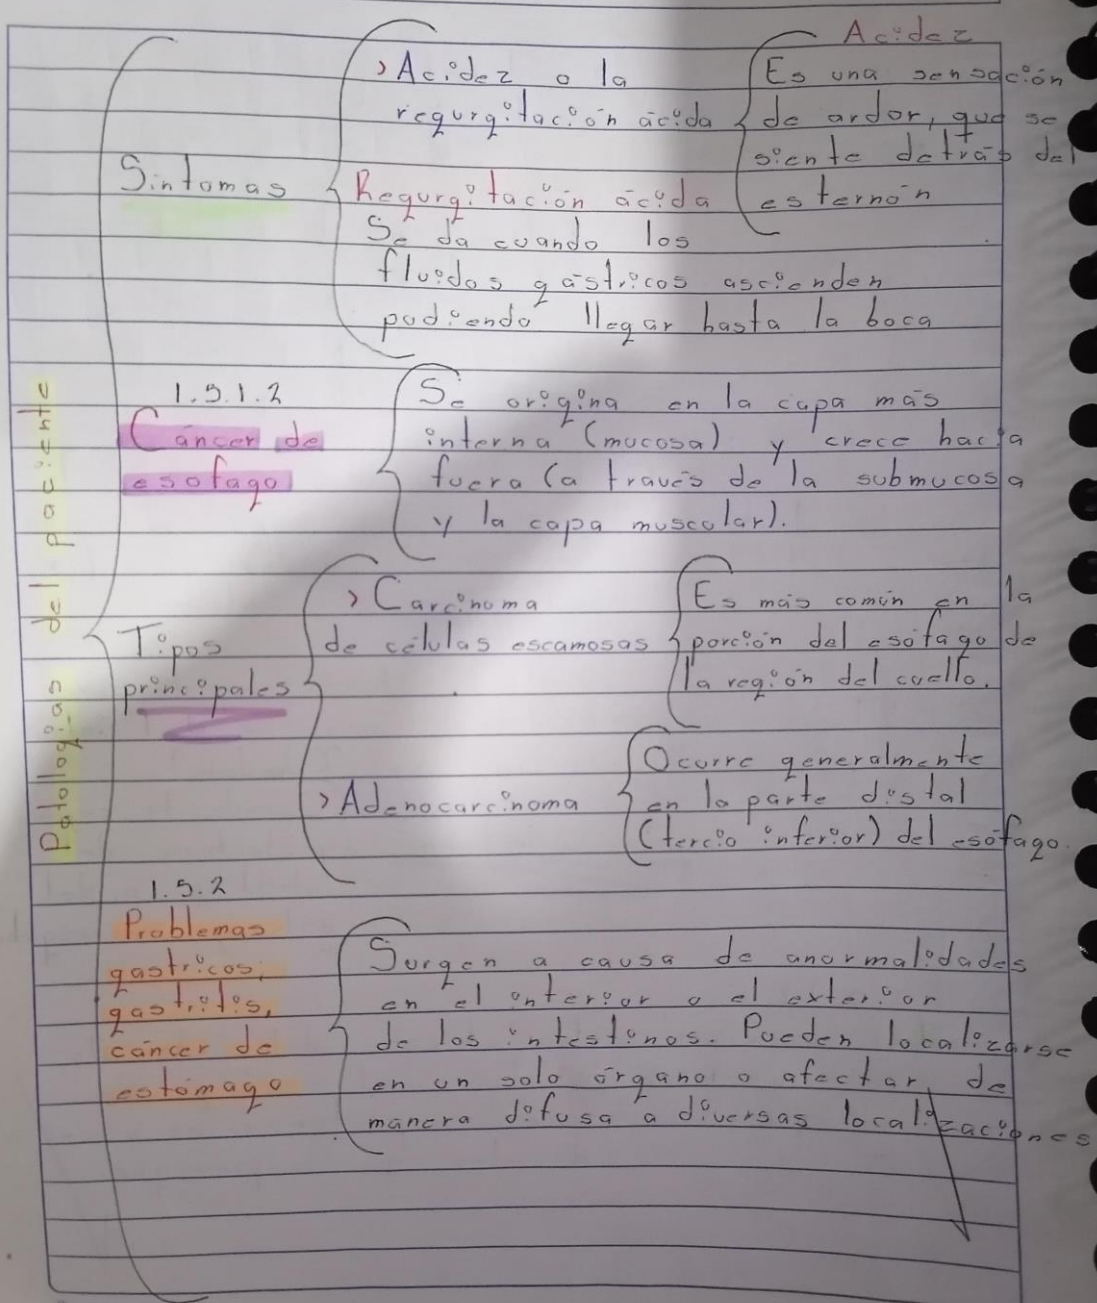 Patologias del paciente
Sintomas
› Acidez o la
regurgitación ácida
Acidez
Es una sensación
de ardor, que se
siente detrás del
esternón
Regurgitación ácida
Se da cuando los
fluidos gástricos ascienden
pudiendo llegar hasta la boca
1.5.1.2
Cáncer de
esofago
Se origina en la capa más
interna (mucosa) y crece hacia
fuera (a través de la submucosa
y la capa muscular).
Tipos
principales
› Carcinoma
de células escamosas
Es más común en la
porción del esófago de
la región del cuello.
› Adenocarcinoma
Ocurre generalmente
en la parte distal
(tercio inferior) del esófago.
1.5.2
Problemas
gastricos,
gastritis,
cáncer de
estómago
Surgen a causa de anormalidades
en el interior o el exterior
de los intestinos. Pueden localizarse
en un solo órgano o afectar de
manera difusa a diversas localizaciones